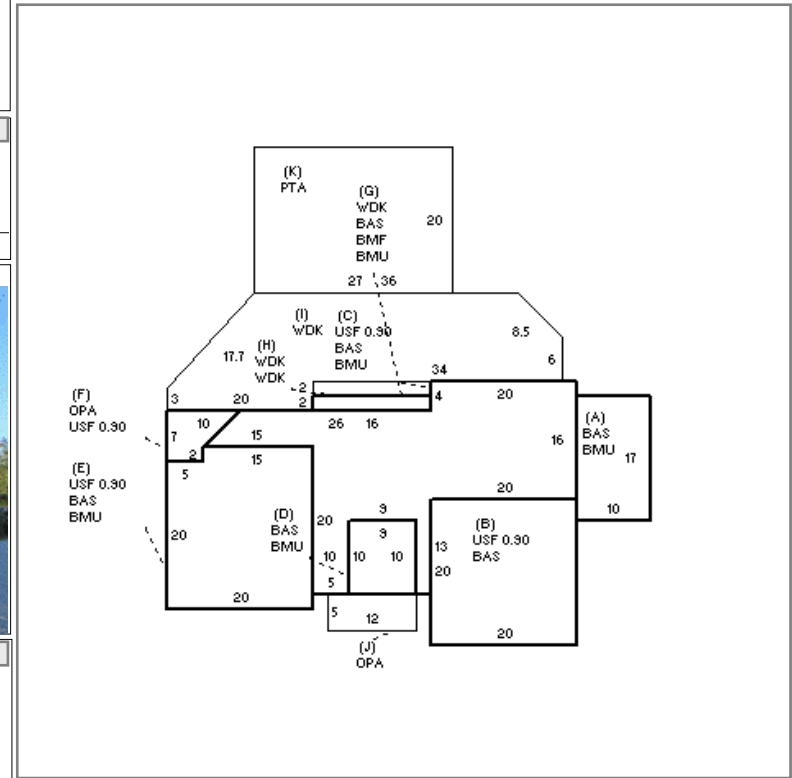 (K)
PTA
(G)
WDK
BAS
BMF
BMU
20
27 36
(I)
WDK
(C)
USF 0.90
BAS
BMU
8.5
6
17.7
(H)
WDK
WDK
34
2
2
4
3
20
20
(F)
OPA
USF 0.90
10
7
2
5
15
15
26 16
16
(A)
BAS
BMU
17
10
(E)
USF 0.90
BAS
BMU
20
20
(D)
BAS
BMU
20
10
5
9
9
10 10
20
(B)
USF 0.90
BAS
13
20
20
5
12
(J)
OPA